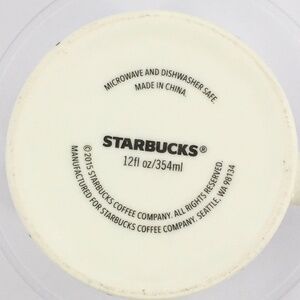 MICROWAVE AND DISHWASHER SAFE.
MADE IN CHINA.
STARBUCKS®
12fl oz/354ml
©2015 STARBUCKS COFFEE COMPANY. ALL RIGHTS RESERVED.
MANUFACTURED FOR STARBUCKS COFFEE COMPANY. SEATTLE, WA 98134